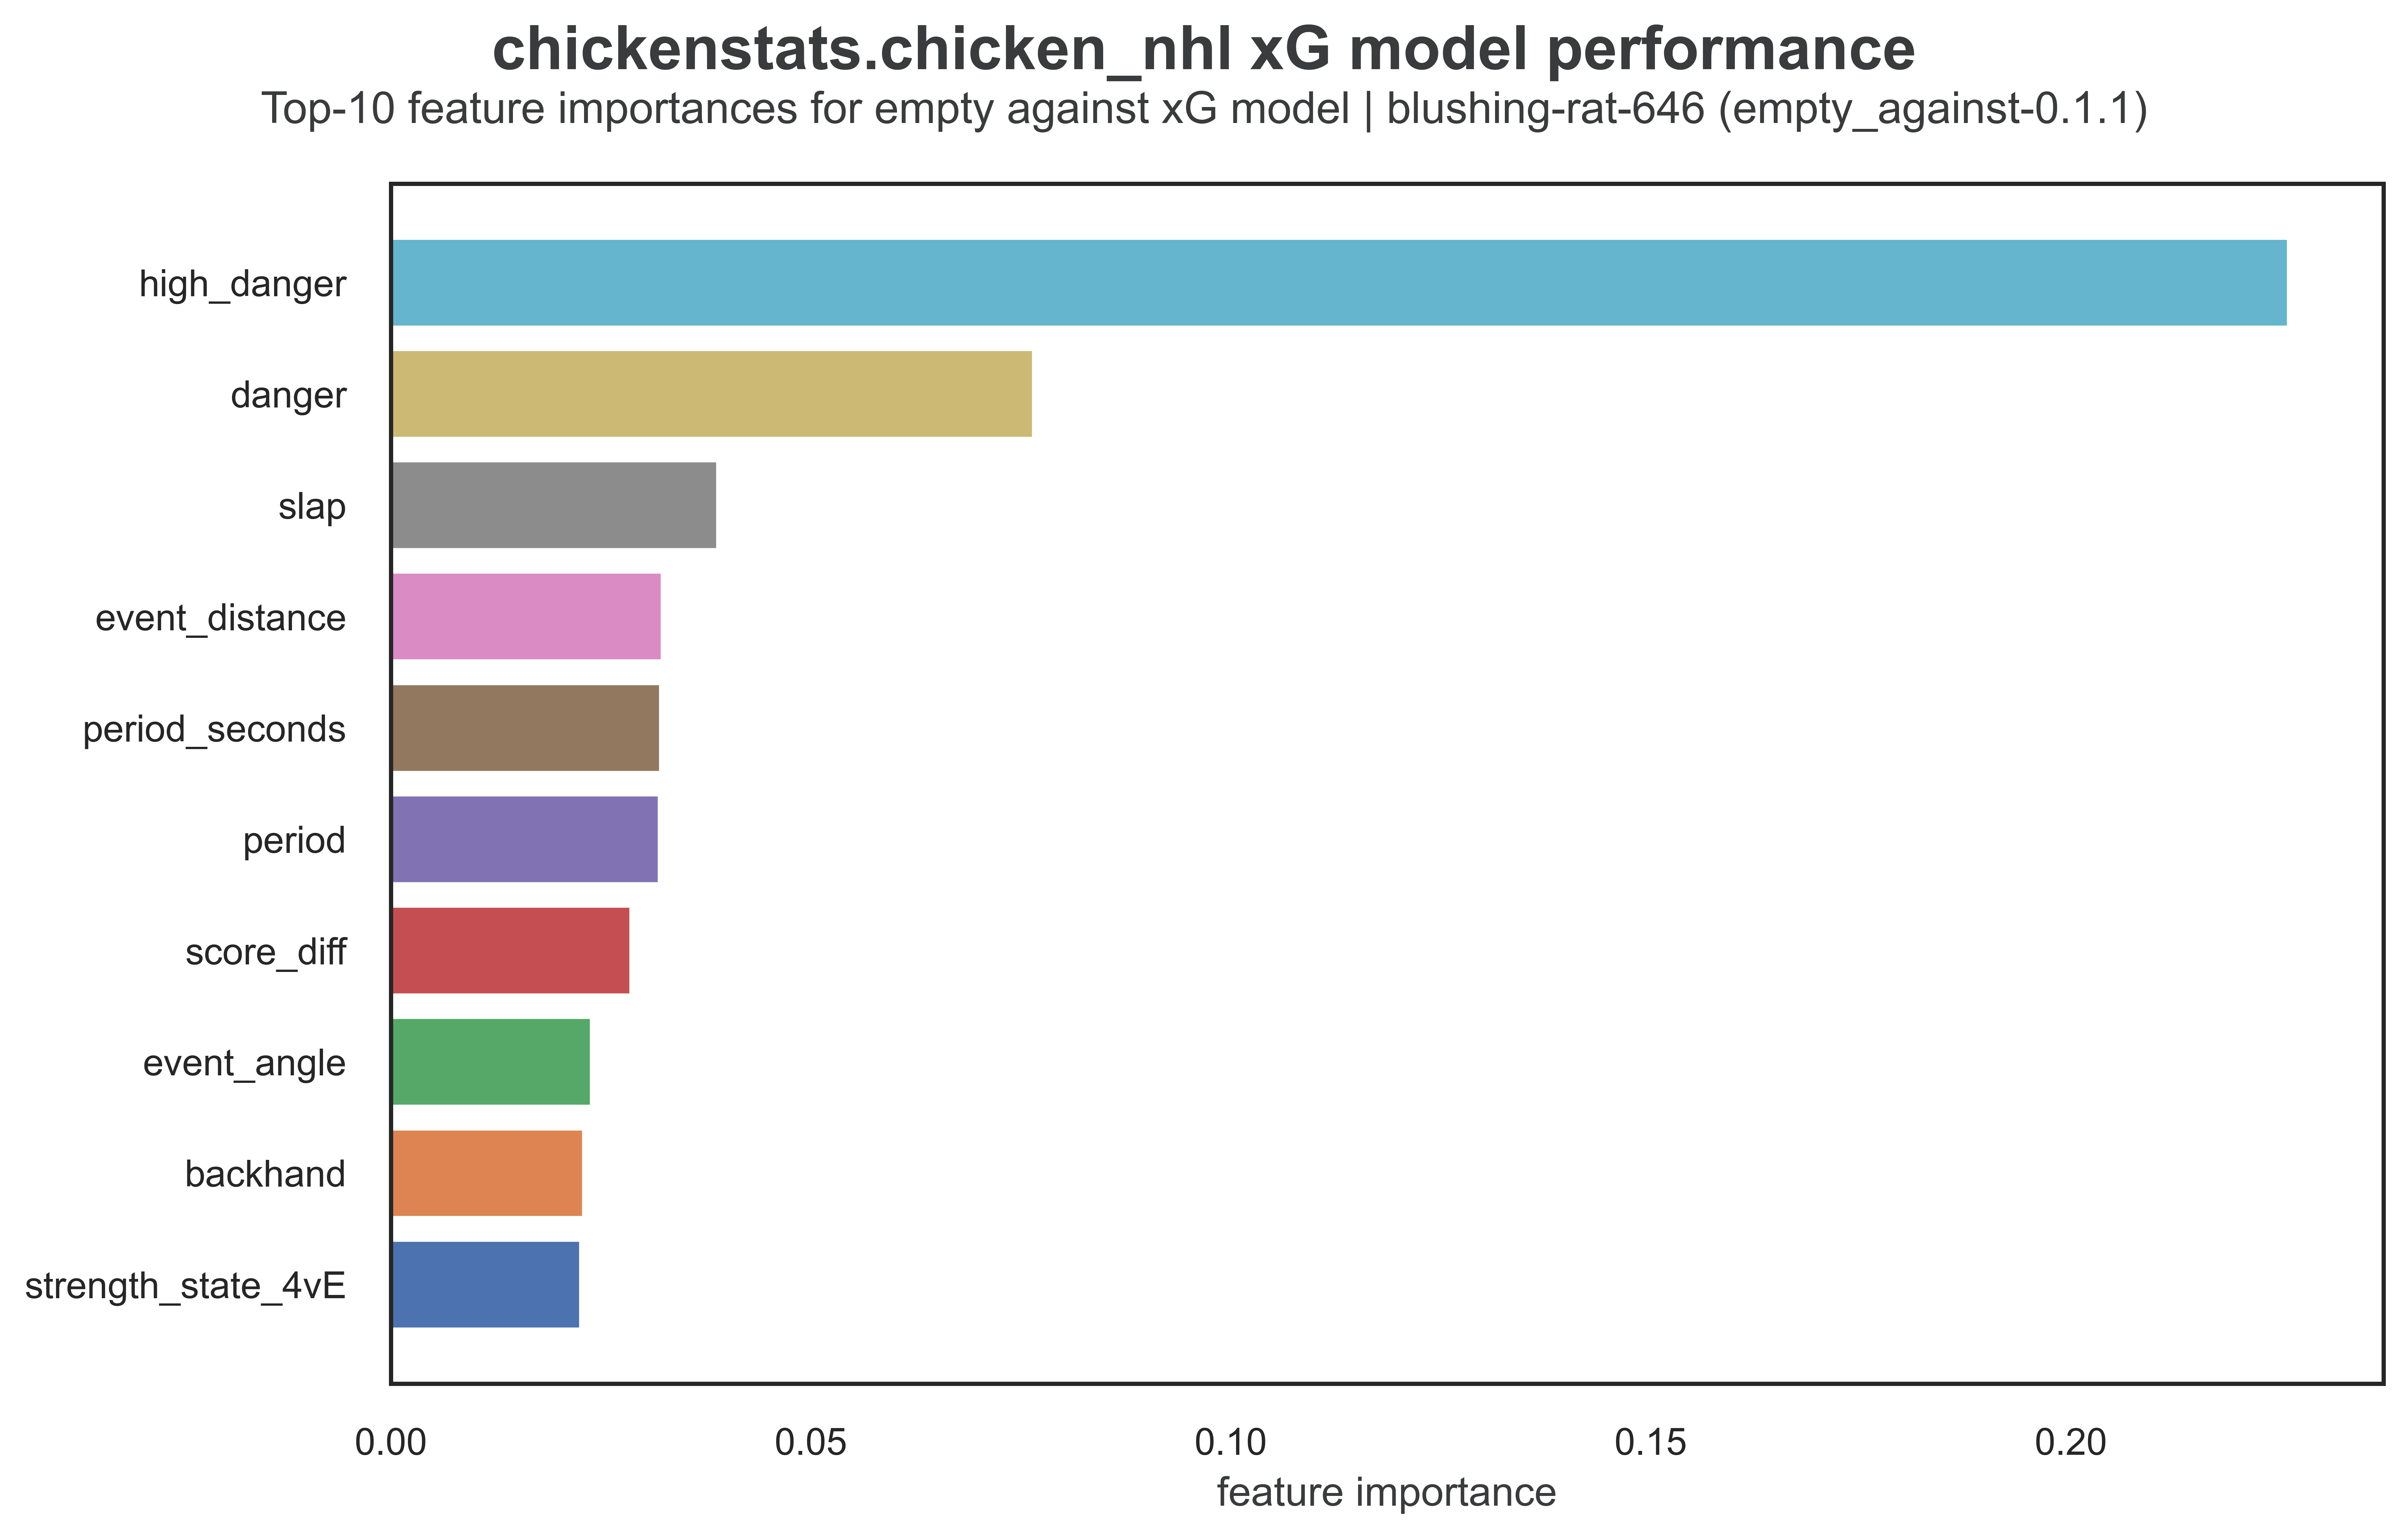 chickenstats.chicken_nhl xG model performance
Top-10 feature importances for empty against xG model | blushing-rat-646 (empty_against-0.1.1)
high_danger
danger
slap
event_distance
period_seconds
period
score_diff
event_angle
backhand
strength_state_4vE
0.00 0.05 0.10 0.15 0.20
feature importance